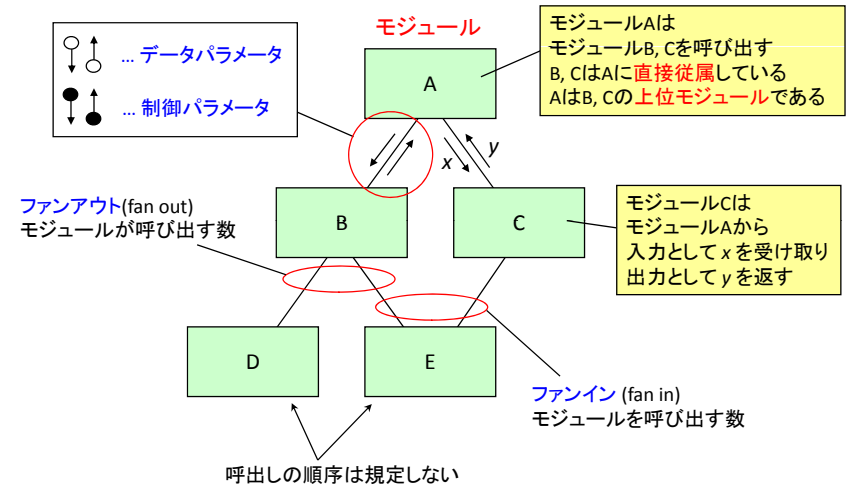 モジュール
... データパラメータ
... 制御パラメータ
A
モジュールAは
モジュールB, Cを呼び出す
B, CはAに直接従属している
AはB, Cの上位モジュールである
x
y
ファンアウト(fan out)
モジュールが呼び出す数
B
C
モジュールCは
モジュールAから
入力として x を受け取り
出力として y を返す
D
E
ファンイン (fan in)
モジュールを呼び出す数
呼出しの順序は規定しない